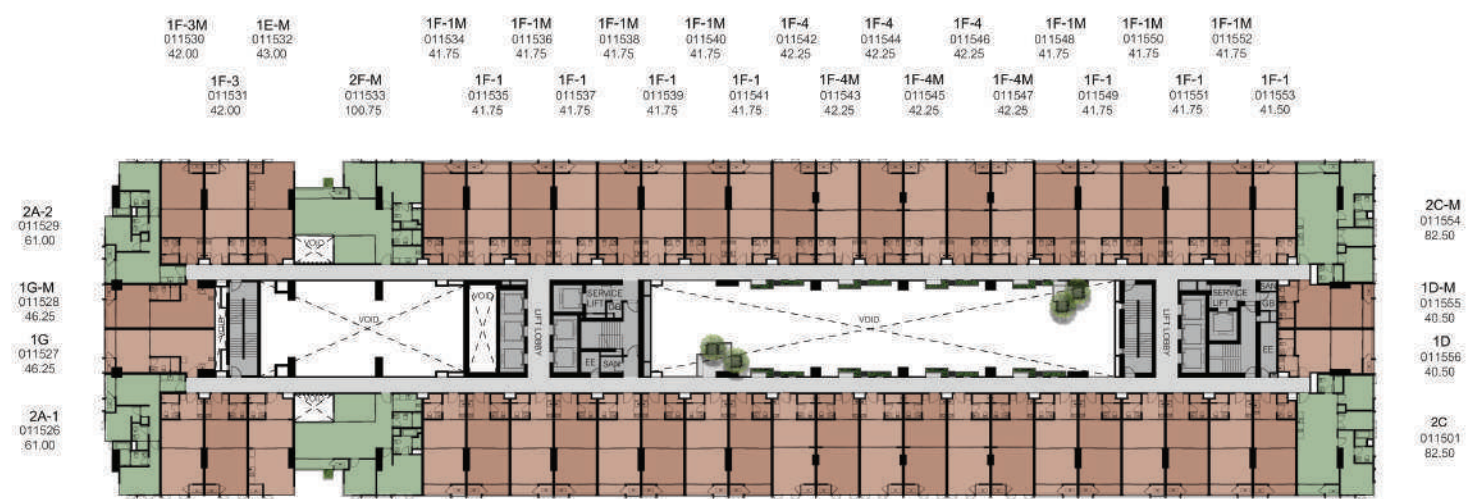 1F-3M 1E-M 1F-1M 1F-1M 1F-1M 1F-1M 1F-4 1F-4 1F-4 1F-1M 1F-1M 1F-1M
011530 011532 011534 011536 011538 011540 011542 011544 011546 011548 011550 011552
42.00 43.00 41.75 41.75 41.75 41.75 42.25 42.25 42.25 41.75 41.75 41.75
1F-3 2F-M 1F-1 1F-1 1F-1 1F-1 1F-4M 1F-4M 1F-4M 1F-1 1F-1 1F-1
011531 011533 011535 011537 011539 011541 011543 011545 011547 011549 011551 011553
42.00 100.75 41.75 41.75 41.75 41.75 42.25 42.25 42.25 41.75 41.75 41.50
2A-2
011529
61.00
2C-M
011554
82.50
VOID
1G-M
011528
46.25
1G
011527
46.25
VOID
VOID
VOID
LIFT LOBBY
SERVICE
LIFT
GB
EE
SAN
VOID
LIFT LOBBY
SERVICE
LIFT
SAN
GB
EE
1D-M
011555
40.50
1D
011556
40.50
2A-1
011526
61.00
VOID
2C
011501
82.50